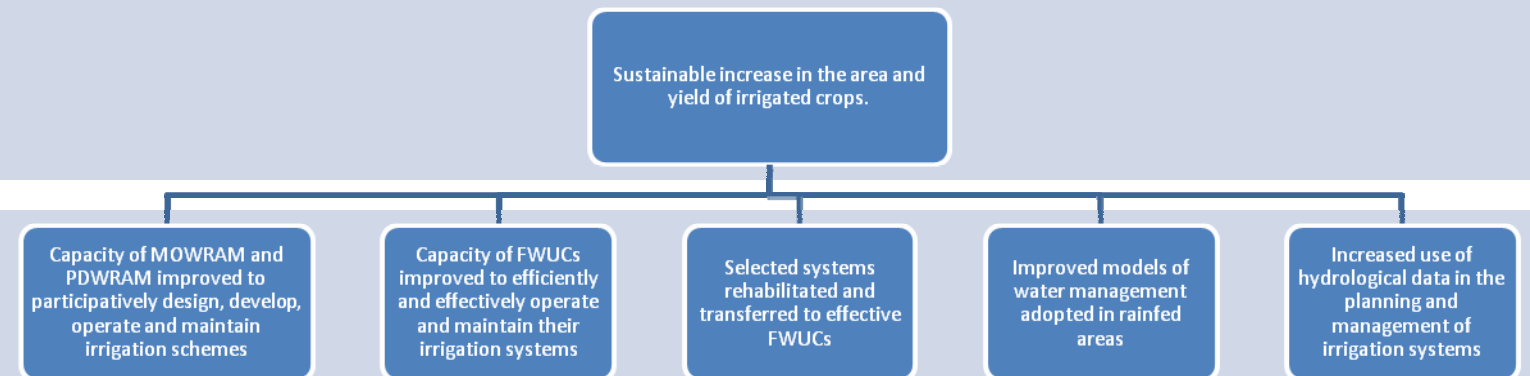 Sustainable increase in the area and
yield of irrigated crops.
Capacity of MOWRAM and
PDWRAM improved to
participatively design, develop,
operate and maintain
irrigation schemes
Capacity of FWUCs
improved to efficiently
and effectively operate
and maintain their
irrigation systems
Selected systems
rehabilitated and
transferred to effective
FWUCs
Improved models of
water management
adopted in rainfed
areas
Increased use of
hydrological data in the
planning and
management of
irrigation systems